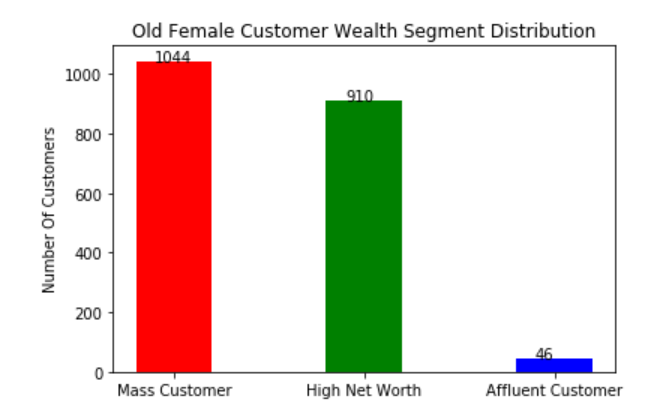 Old Female Customer Wealth Segment Distribution
Number Of Customers
1000
800
600
400
200
0
1044
910
46
Mass Customer
High Net Worth
Affluent Customer